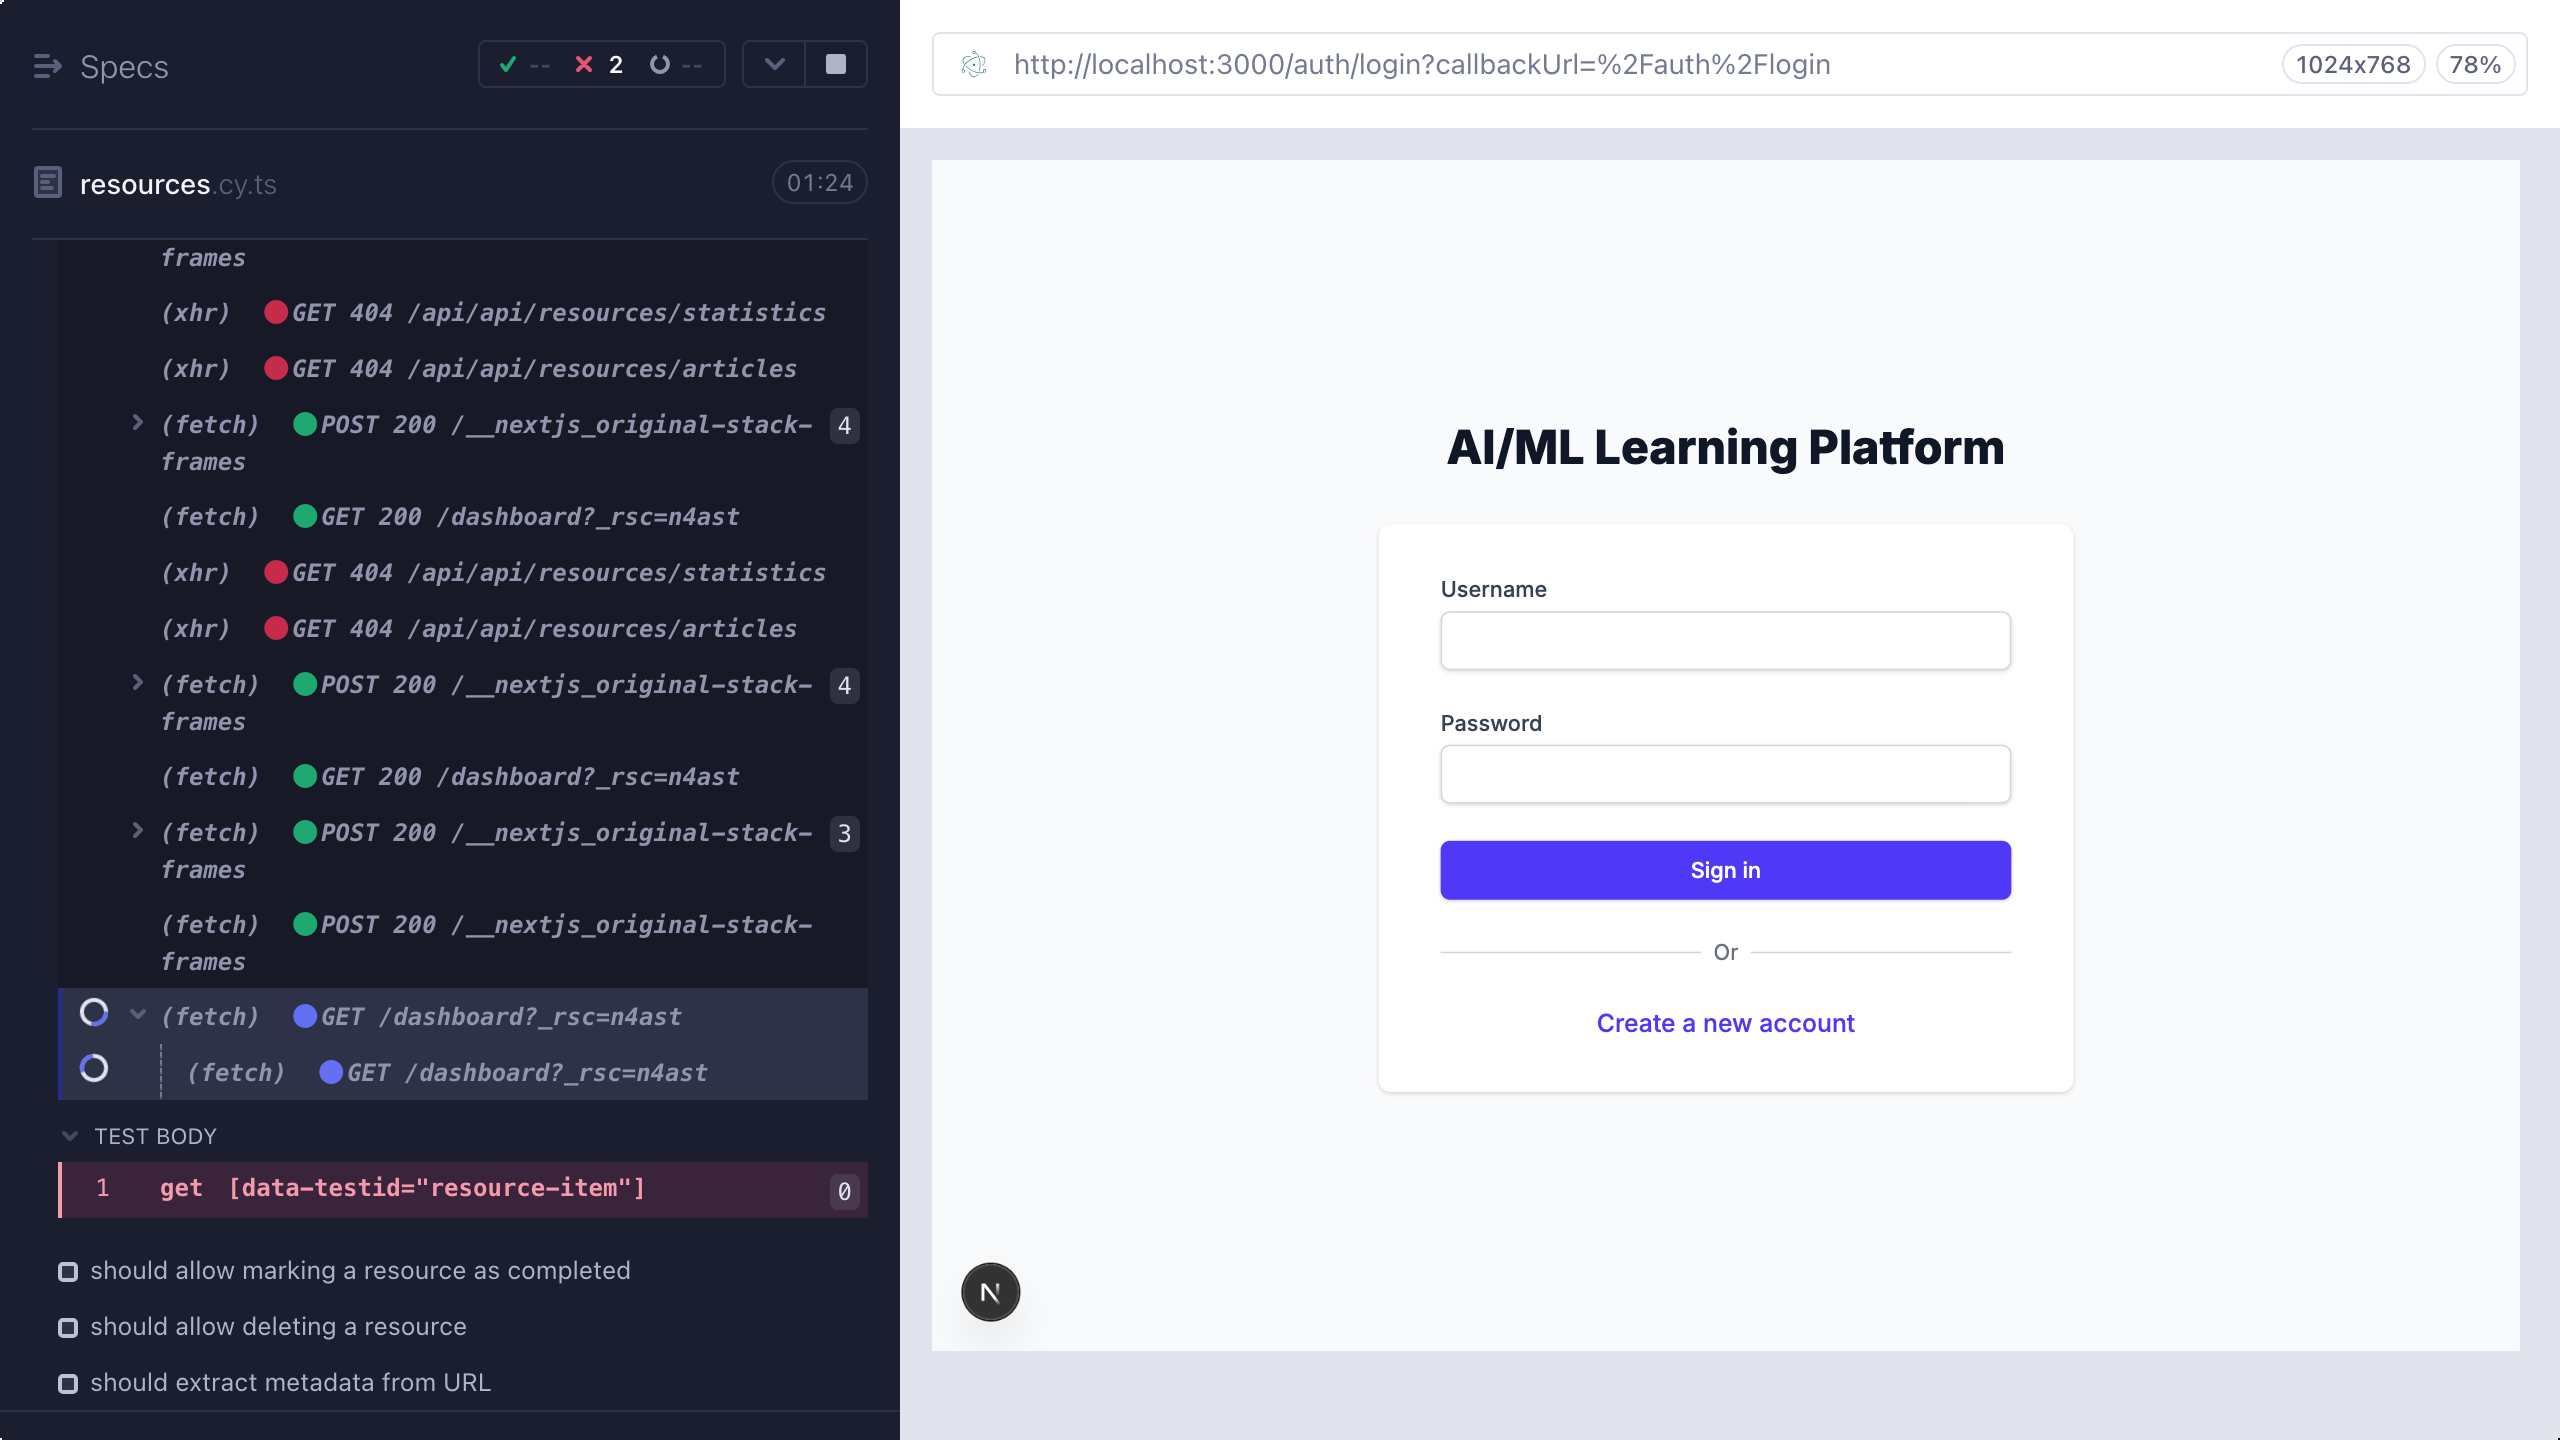 Specs
-- 2 --
resources.cy.ts
01:24
frames
(xhr) GET 404 /api/api/resources/statistics
(xhr) GET 404 /api/api/resources/articles
(fetch) POST 200 /__nextjs_original-stack- 4
frames
(fetch) GET 200 /dashboard?_rsc=n4ast
(xhr) GET 404 /api/api/resources/statistics
(xhr) GET 404 /api/api/resources/articles
(fetch) POST 200 /__nextjs_original-stack- 4
frames
(fetch) GET 200 /dashboard?_rsc=n4ast
(fetch) POST 200 /__nextjs_original-stack- 3
frames
(fetch) POST 200 /__nextjs_original-stack-
frames
(fetch) GET /dashboard?_rsc=n4ast
(fetch) GET /dashboard?_rsc=n4ast
TEST BODY
1 get [data-testid="resource-item"] 0
should allow marking a resource as completed
should allow deleting a resource
should extract metadata from URL
http://localhost:3000/auth/login?callbackUrl=%2Fauth%2Flogin
1024x768 78%
AI/ML Learning Platform
Username
Password
Sign in
Or
Create a new account
N